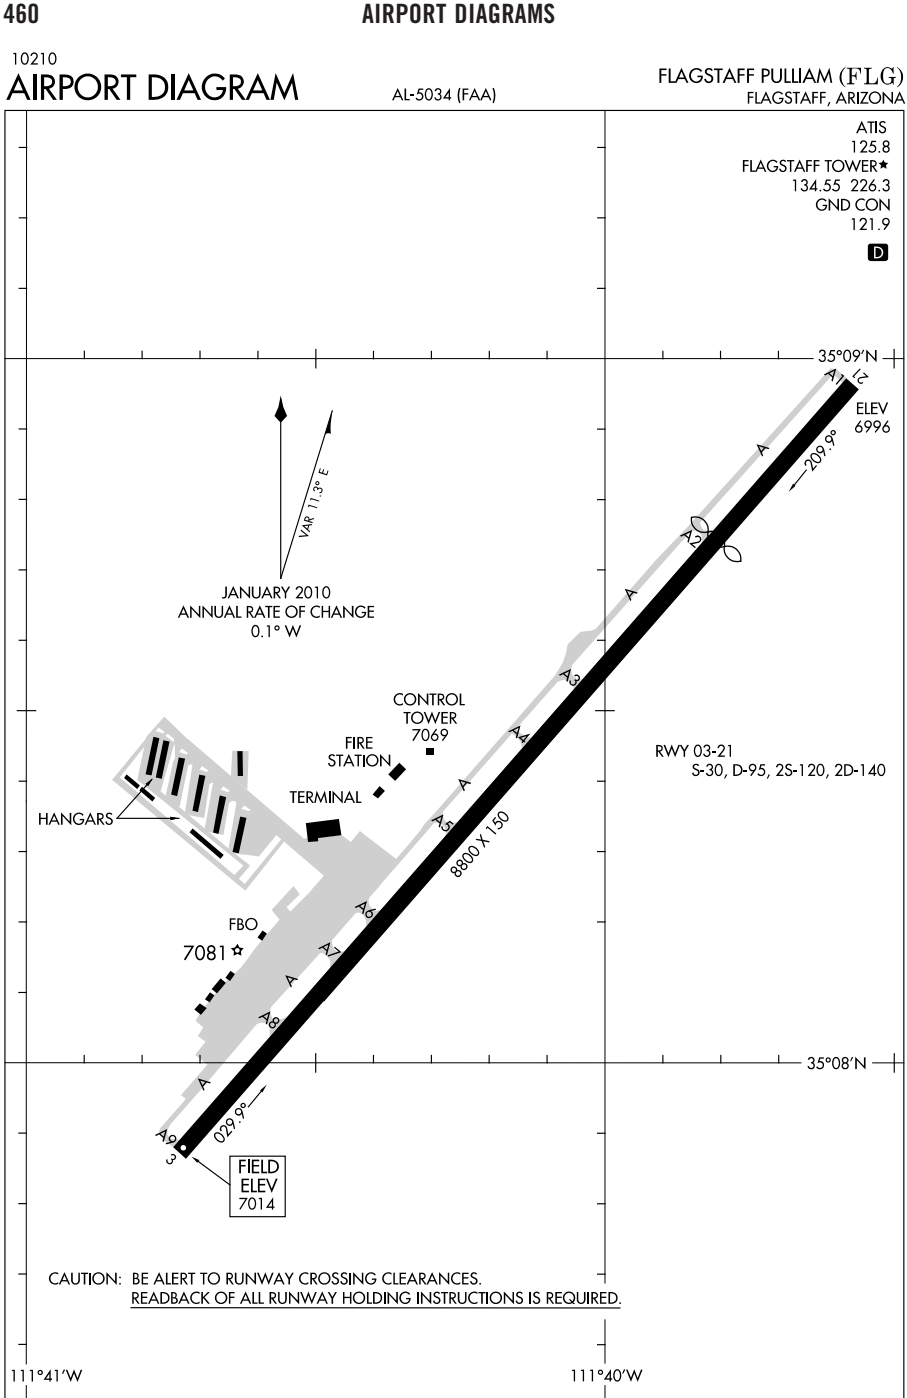 460
AIRPORT DIAGRAMS
10210
AIRPORT DIAGRAM
AL-5034 (FAA)
FLAGSTAFF PULLIAM (FLG)
FLAGSTAFF, ARIZONA
ATIS
125.8
FLAGSTAFF TOWER★
134.55 226.3
GND CON
121.9
D
35°09'N
A1
21
ELEV
6996
209.9°
A
A2
VAR 11.3° E
JANUARY 2010
ANNUAL RATE OF CHANGE
0.1° W
A
A3
CONTROL
TOWER
7069
A4
FIRE
STATION
RWY 03-21
S-30, D-95, 2S-120, 2D-140
A
TERMINAL
HANGARS
A5
8800 X 150
A6
FBO
7081
A7
A
A8
35°08'N
A
029.9°
A9
3
FIELD
ELEV
7014
CAUTION: BE ALERT TO RUNWAY CROSSING CLEARANCES.
READBACK OF ALL RUNWAY HOLDING INSTRUCTIONS IS REQUIRED.
111°41'W
111°40'W